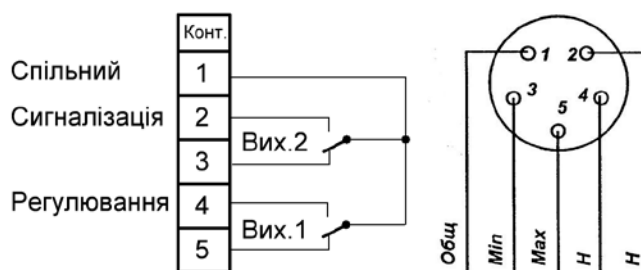 Конт.
Спільний 1
Сигналізація 2
Вих.2
3
Регулювання 4
Вих.1
5
1 2
3 4
5
Общ
Min
Max
Н
Н